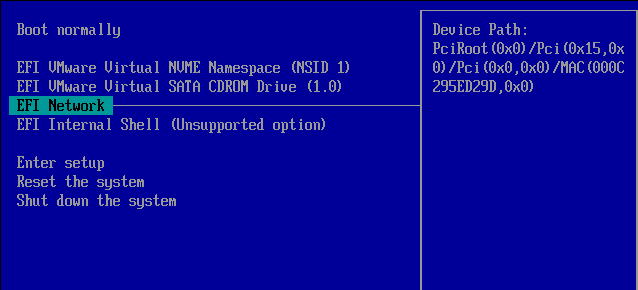 Boot normally
EFI VMware Virtual NVME Namespace (NSID 1)
EFI VMware Virtual SATA CDROM Drive (1.0)
EFI Network
EFI Internal Shell (Unsupported option)
Enter setup
Reset the system
Shut down the system
Device Path:
PciRoot(0x0)/Pci(0x15,0x
0)/Pci(0x0,0x0)/MAC(000C
295ED29D,0x0)